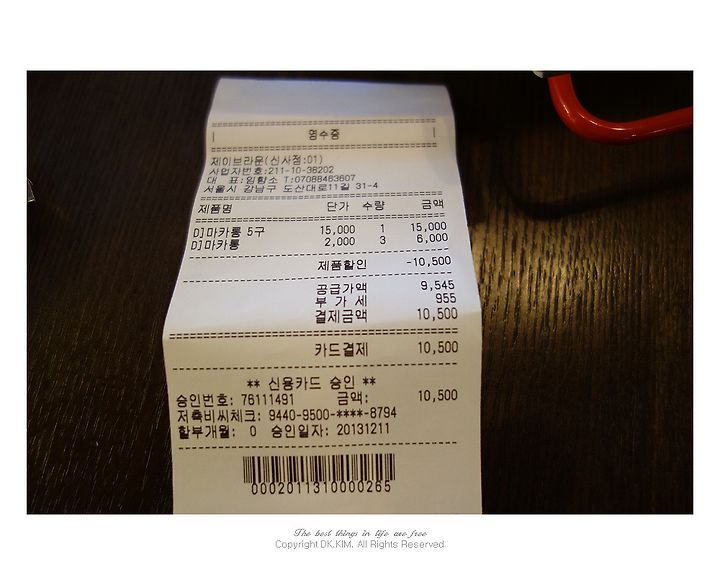 영수증
제이브라운(신사점:01)
사업자번호:211-10-36202
대 표:임향소 T:07088463607
서울시 강남구 도산대로11길 31-4
제품명 단가 수량 금액
D]마카롱 5구 15,000 1 15,000
D]마카롱 2,000 3 6,000
제품할인 -10,500
공급가액 9,545
부 가 세 955
결제금액 10,500
카드결제 10,500
** 신용카드 승인 **
승인번호: 76111491 금액: 10,500
저축비씨체크: 9440-9500-****-8794
할부개월: 0 승인일자: 20131211
0002011310000265
The best things in life are free
Copyright DK.KIM. All Rights Reserved